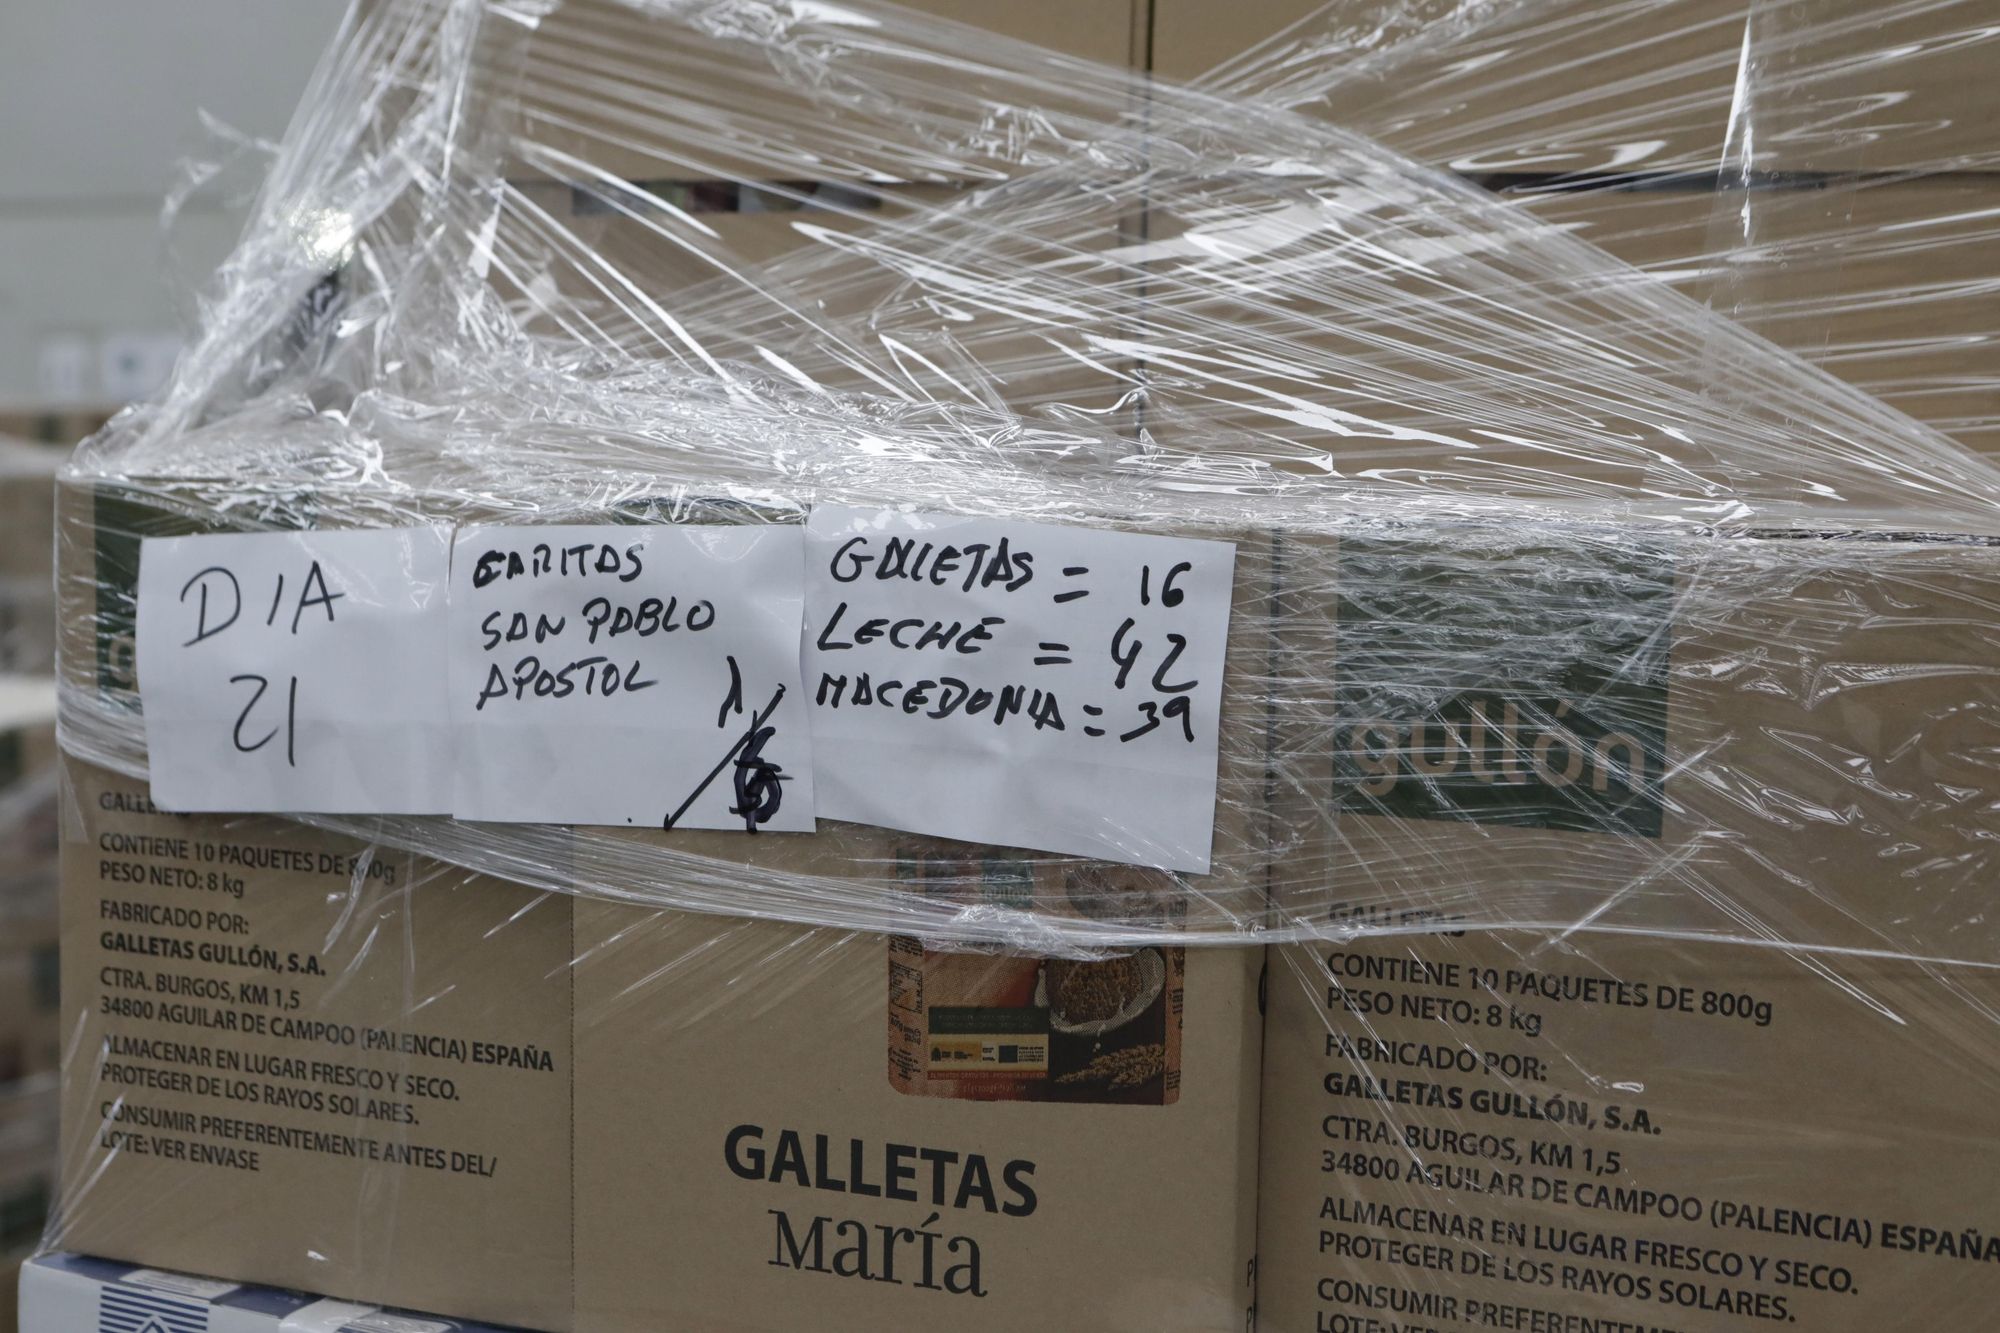 DIA
21
CARITAS
SAN PABLO
APOSTOL
GALLETAS = 16
LECHE = 42
MACEDONIA = 39
CONTIENE 10 PAQUETES DE 800g
PESO NETO: 8 kg
FABRICADO POR:
GALLETAS GULLÓN, S.A.
CTRA. BURGOS, KM 1,5
34800 AGUILAR DE CAMPOO (PALENCIA) ESPAÑA
ALMACENAR EN LUGAR FRESCO Y SECO.
PROTEGER DE LOS RAYOS SOLARES.
CONSUMIR PREFERENTEMENTE ANTES DEL/
LOTE: VER ENVASE
GALLETAS
María
gullón
GALLETAS
CONTIENE 10 PAQUETES DE 800g
PESO NETO: 8 kg
FABRICADO POR:
GALLETAS GULLÓN, S.A.
CTRA. BURGOS, KM 1,5
34800 AGUILAR DE CAMPOO (PALENCIA) ESPAÑA
ALMACENAR EN LUGAR FRESCO Y SECO.
PROTEGER DE LOS RAYOS SOLARES.
CONSUMIR
LOTE: